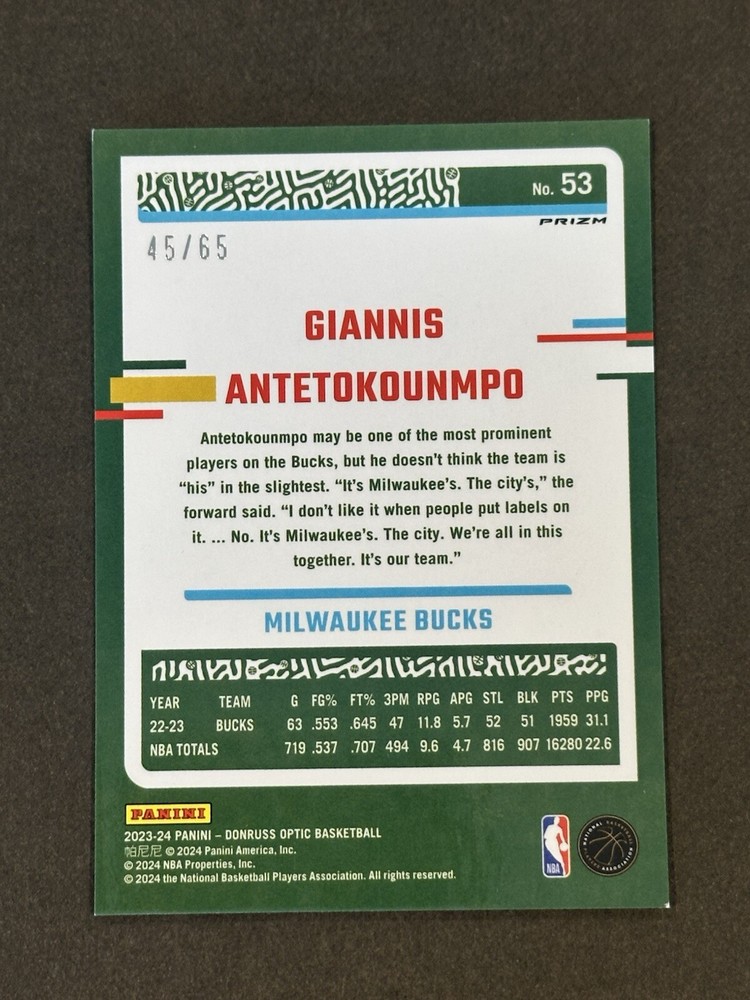 No. 53
PRIZM
45/65
GIANNIS
ANTETOKOUNMPO
Antetokounmpo may be one of the most prominent
players on the Bucks, but he doesn't think the team is
“his” in the slightest. “It's Milwaukee's. The city's,” the
forward said. “I don't like it when people put labels on
it. ... No. It's Milwaukee's. The city. We're all in this
together. It's our team.”
MILWAUKEE BUCKS
YEAR TEAM G FG% FT% 3PM RPG APG STL BLK PTS PPG
22-23 BUCKS 63 .553 .645 47 11.8 5.7 52 51 1959 31.1
NBA TOTALS 719 .537 .707 494 9.6 4.7 816 907 16280 22.6
PANINI
2023-24 PANINI – DONRUSS OPTIC BASKETBALL
帕尼尼 © 2024 Panini America, Inc.
© 2024 NBA Properties, Inc.
© 2024 the National Basketball Players Association. All rights reserved.
NBA
NATIONAL BASKETBALL
PLAYERS ASSOCIATION